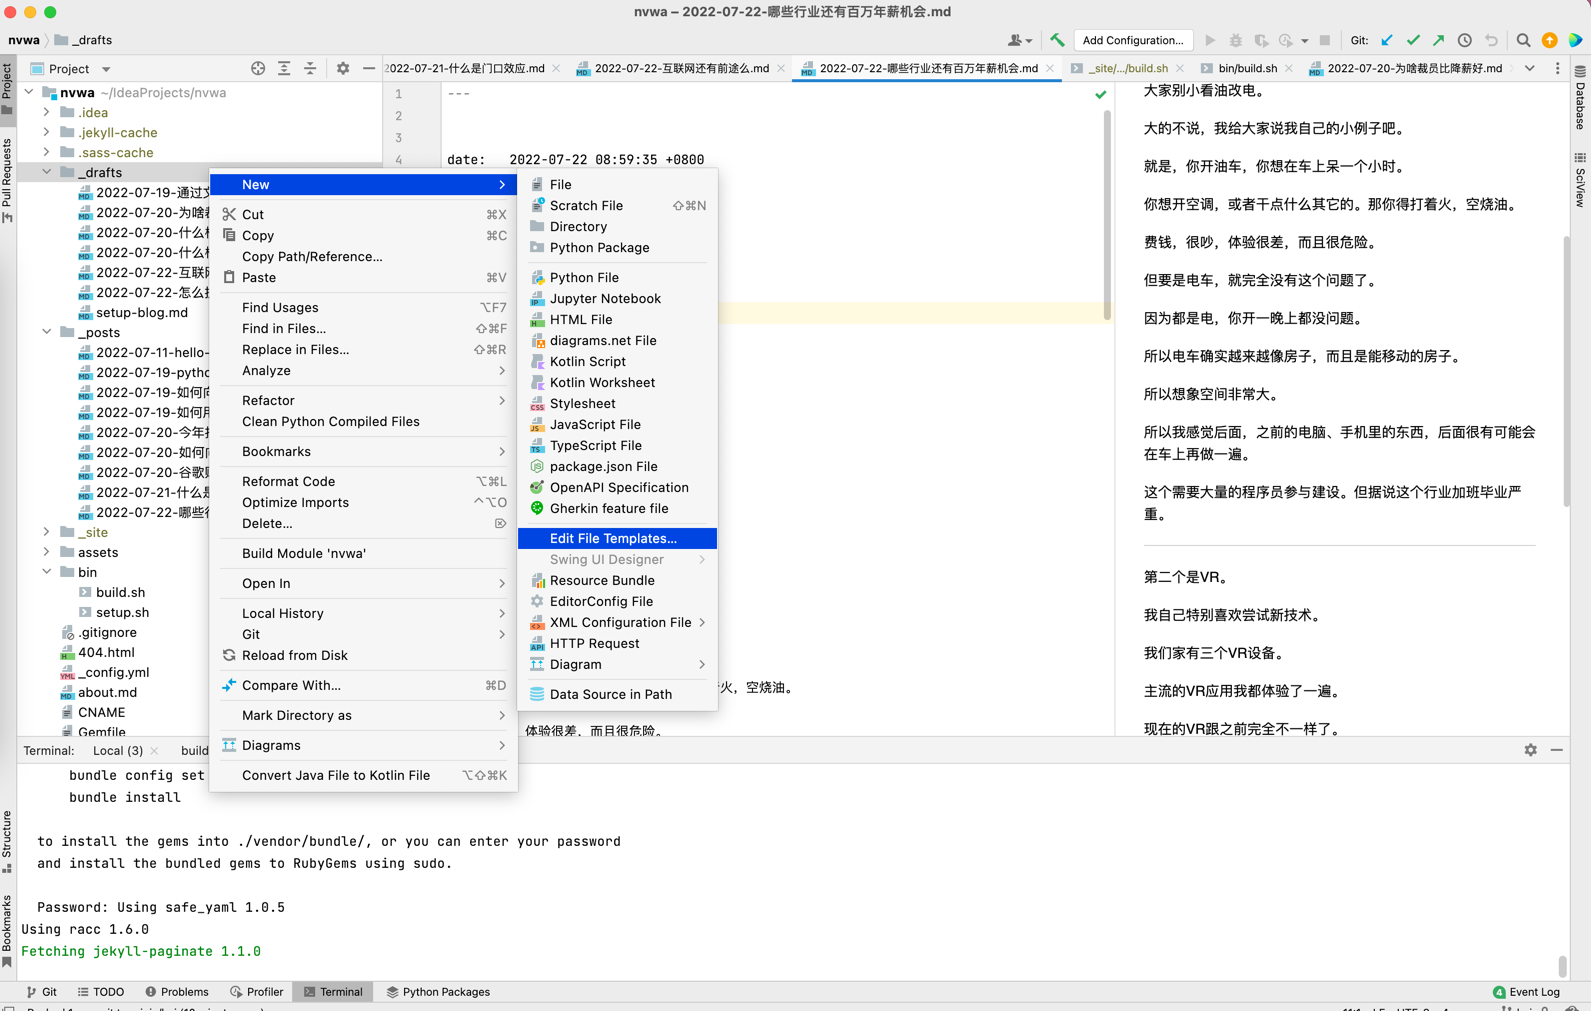 nvwa – 2022-07-22-哪些行业还有百万年薪机会.md
nvwa
_drafts
Add Configuration...
Git:
Project
2022-07-21-什么是门口效应.md
2022-07-22-互联网还有前途么.md
2022-07-22-哪些行业还有百万年薪机会.md
_site/.../build.sh
bin/build.sh
2022-07-20-为啥裁员比降薪好.md
Project
Pull Requests
Structure
Bookmarks
Database
SciView
nvwa ~/IdeaProjects/nvwa
.idea
.jekyll-cache
.sass-cache
_drafts
2022-07-19-通过
2022-07-20-为啥裁
2022-07-20-什么
2022-07-20-什么
2022-07-22-互联网
2022-07-22-怎么
setup-blog.md
_posts
2022-07-11-hello-
2022-07-19-pytho
2022-07-19-如何向
2022-07-19-如何用
2022-07-20-今年
2022-07-20-如何向
2022-07-20-谷歌
2022-07-21-什么是
2022-07-22-哪些
_site
assets
bin
build.sh
setup.sh
.gitignore
404.html
_config.yml
about.md
CNAME
Gemfile
1
2
3
4
---
date: 2022-07-22 08:59:35 +0800
火，空烧油。
体验很差，而且很危险。
New
Cut ⌘X
Copy ⌘C
Copy Path/Reference...
Paste ⌘V
Find Usages ⌥F7
Find in Files... ⇧⌘F
Replace in Files... ⇧⌘R
Analyze
Refactor
Clean Python Compiled Files
Bookmarks
Reformat Code ⌥⌘L
Optimize Imports ^⌥O
Delete... ⌦
Build Module 'nvwa'
Open In
Local History
Git
Reload from Disk
Compare With... ⌘D
Mark Directory as
Diagrams
Convert Java File to Kotlin File ⌥⇧⌘K
File
Scratch File ⇧⌘N
Directory
Python Package
Python File
Jupyter Notebook
HTML File
diagrams.net File
Kotlin Script
Kotlin Worksheet
Stylesheet
JavaScript File
TypeScript File
package.json File
OpenAPI Specification
Gherkin feature file
Edit File Templates...
Swing UI Designer
Resource Bundle
EditorConfig File
XML Configuration File
HTTP Request
Diagram
Data Source in Path
大家别小看油改电。
大的不说，我给大家说我自己的小例子吧。
就是，你开油车，你想在车上呆一个小时。
你想开空调，或者干点什么其它的。那你得打着火，空烧油。
费钱，很吵，体验很差，而且很危险。
但要是电车，就完全没有这个问题了。
因为都是电，你开一晚上都没问题。
所以电车确实越来越像房子，而且是能移动的房子。
所以想象空间非常大。
所以我感觉后面，之前的电脑、手机里的东西，后面很有可能会
在车上再做一遍。
这个需要大量的程序员参与建设。但据说这个行业加班毕业严
重。
第二个是VR。
我自己特别喜欢尝试新技术。
我们家有三个VR设备。
主流的VR应用我都体验了一遍。
现在的VR跟之前完全不一样了。
Terminal:
Local (3)
build
bundle config set
bundle install
to install the gems into ./vendor/bundle/, or you can enter your password
and install the bundled gems to RubyGems using sudo.
Password: Using safe_yaml 1.0.5
Using racc 1.6.0
Fetching jekyll-paginate 1.1.0
Git
TODO
Problems
Profiler
Terminal
Python Packages
4 Event Log